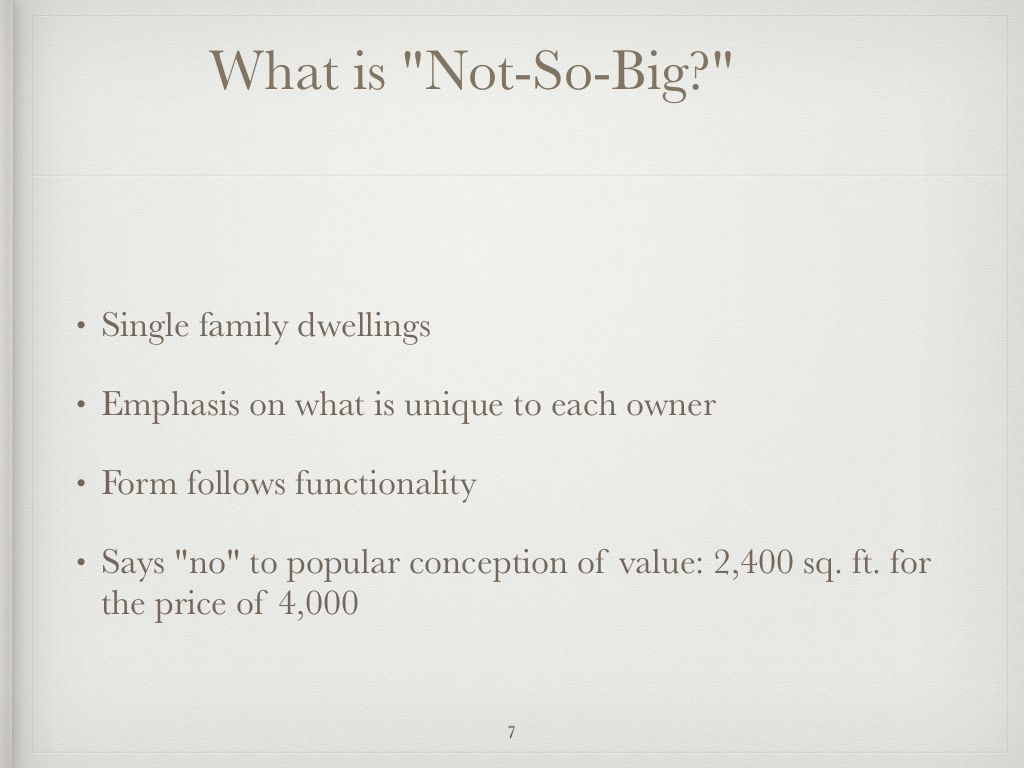 What is "Not-So-Big?"
• Single family dwellings
• Emphasis on what is unique to each owner
• Form follows functionality
• Says "no" to popular conception of value: 2,400 sq. ft. for
the price of 4,000
7